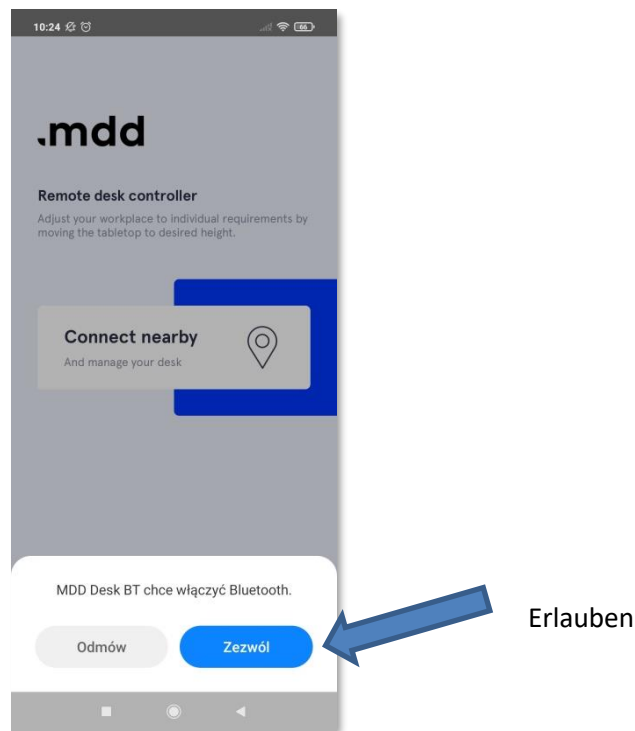 10:24
66
.mdd
Remote desk controller
Adjust your workplace to individual requirements by
moving the tabletop to desired height.
Connect nearby
And manage your desk
MDD Desk BT chce włączyć Bluetooth.
Odmów
Zezwól
Erlauben